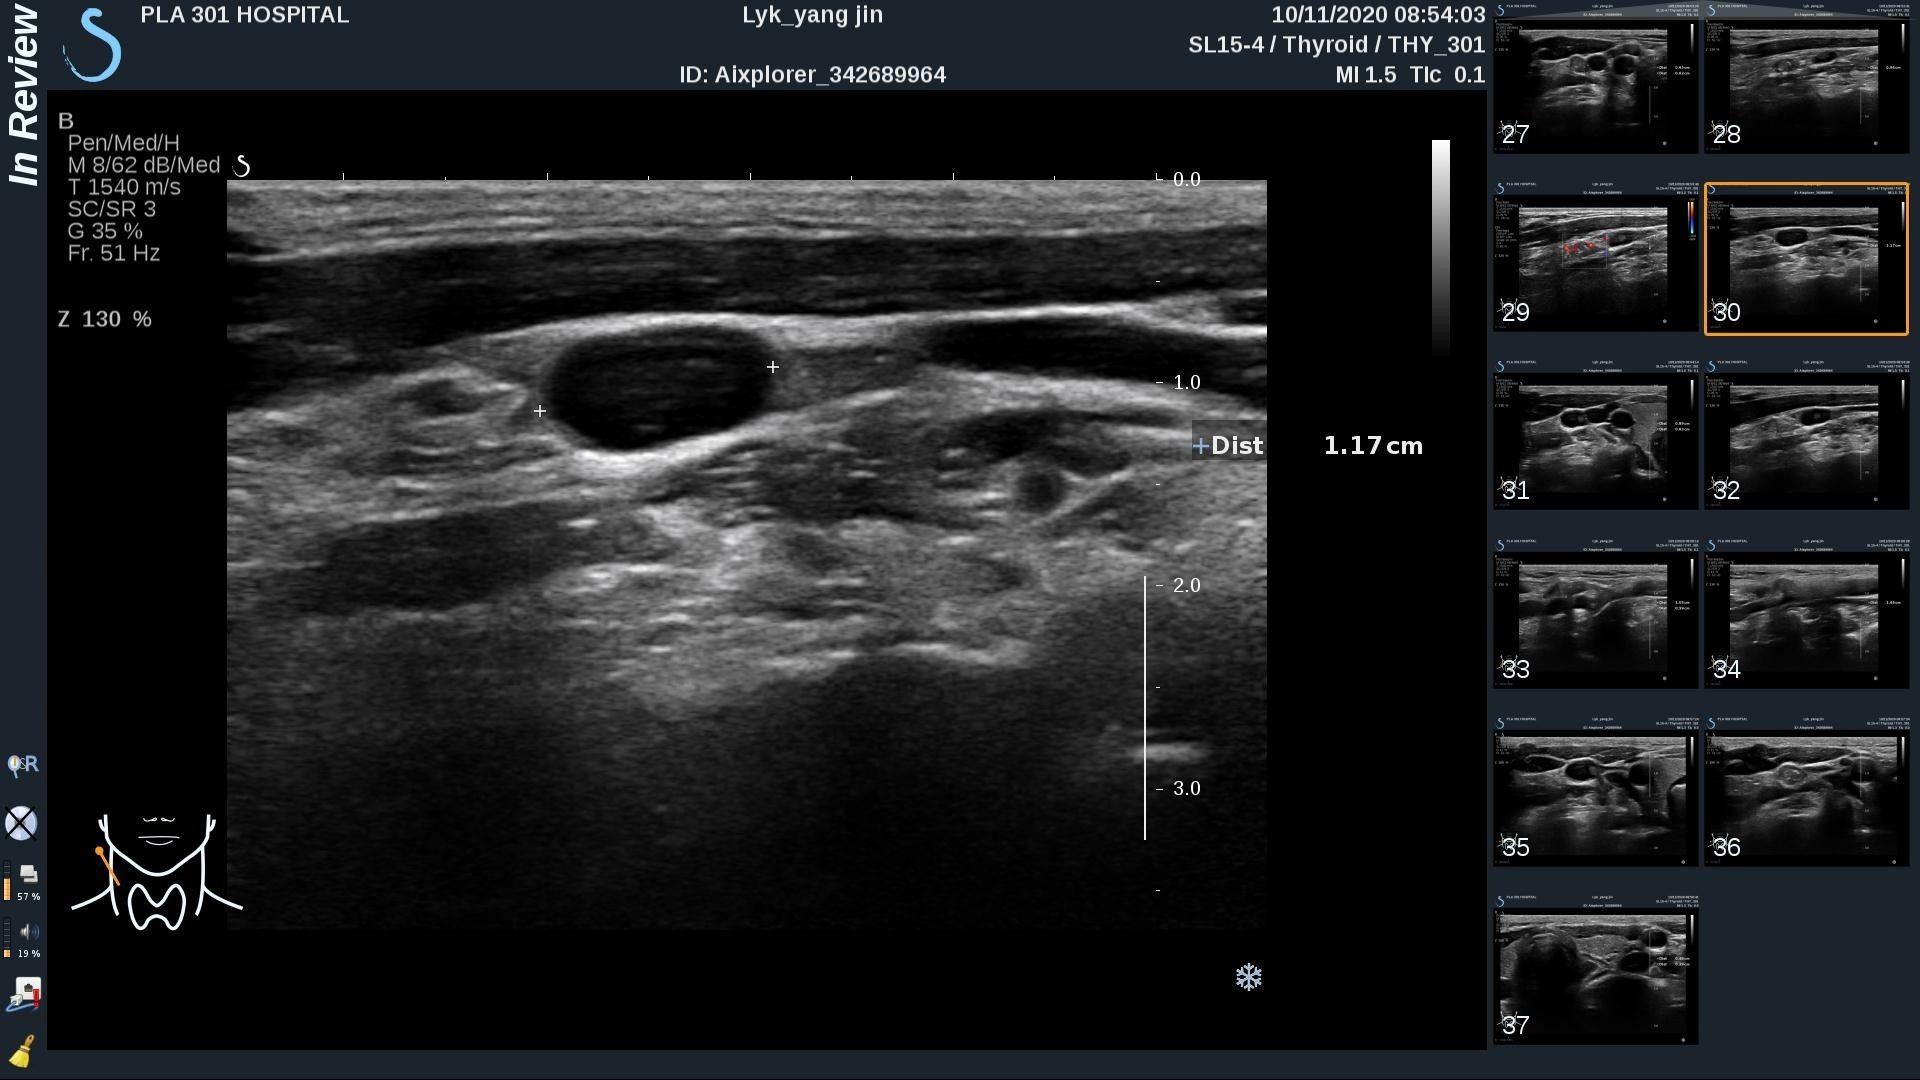 In Review
PLA 301 HOSPITAL
Lyk_yang jin
ID: Aixplorer_342689964
10/11/2020 08:54:03
SL15-4 / Thyroid / THY_301
MI 1.5 TIc 0.1
B
Pen/Med/H
M 8/62 dB/Med
T 1540 m/s
SC/SR 3
G 35 %
Fr. 51 Hz
Z 130 %
0.0
1.0
2.0
3.0
+Dist 1.17 cm
R
57 %
19 %
27
28
29
30
31
32
33
34
35
36
37